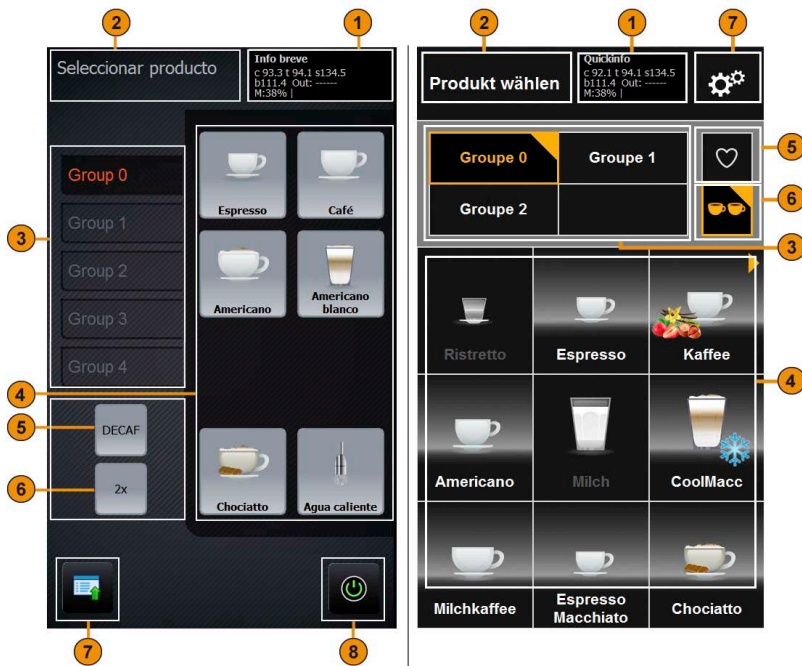 2
1
Seleccionar producto
Info breve
c 93.3 t 94.1 s134.5
b111.4 Out: ------
M:38% |
3
Group 0
Group 1
Group 2
Group 3
Group 4
Espresso
Café
Americano
Americano
blanco
4
5
DECAF
6
2x
Chociatto
Agua caliente
7
8
2
1
7
Produkt wählen
Quickinfo
c 92.1 t 94.1 s134.5
b111.4 Out: ------
M:38% |
Groupe 0
Groupe 1
5
Groupe 2
6
3
Ristretto
Espresso
Kaffee
4
Americano
Milch
CoolMacc
Milchkaffee
Espresso
Macchiato
Chociatto